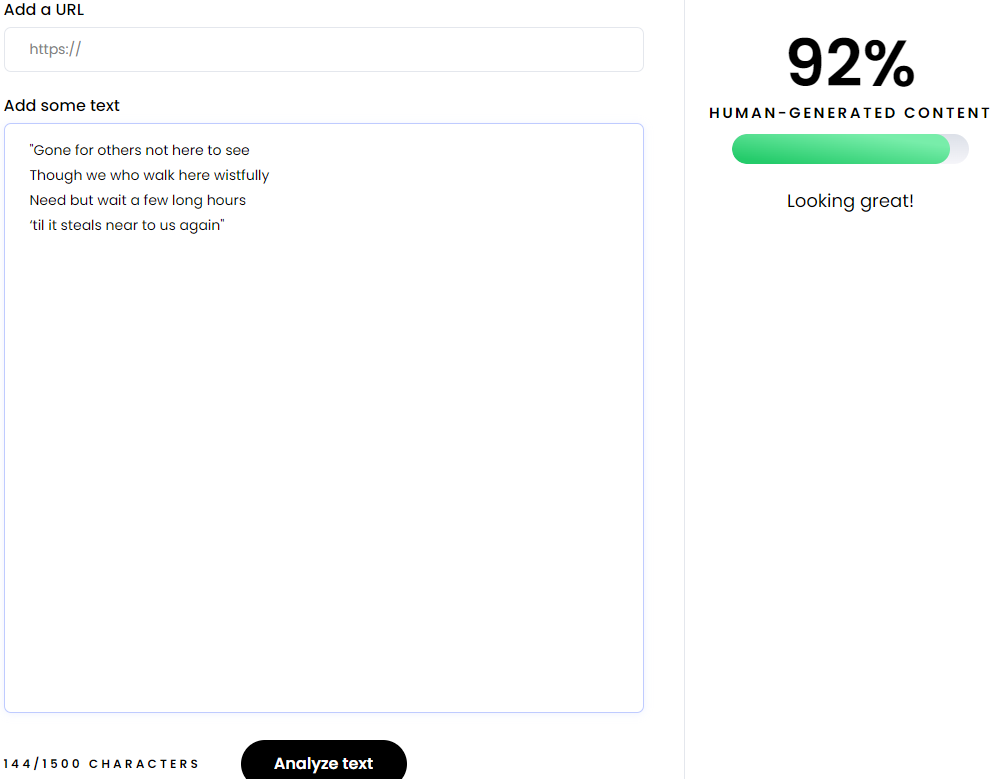 Add a URL
https://
Add some text
"Gone for others not here to see
Though we who walk here wistfully
Need but wait a few long hours
‘til it steals near to us again"
144/1500 CHARACTERS
Analyze text
92%
HUMAN-GENERATED CONTENT
Looking great!